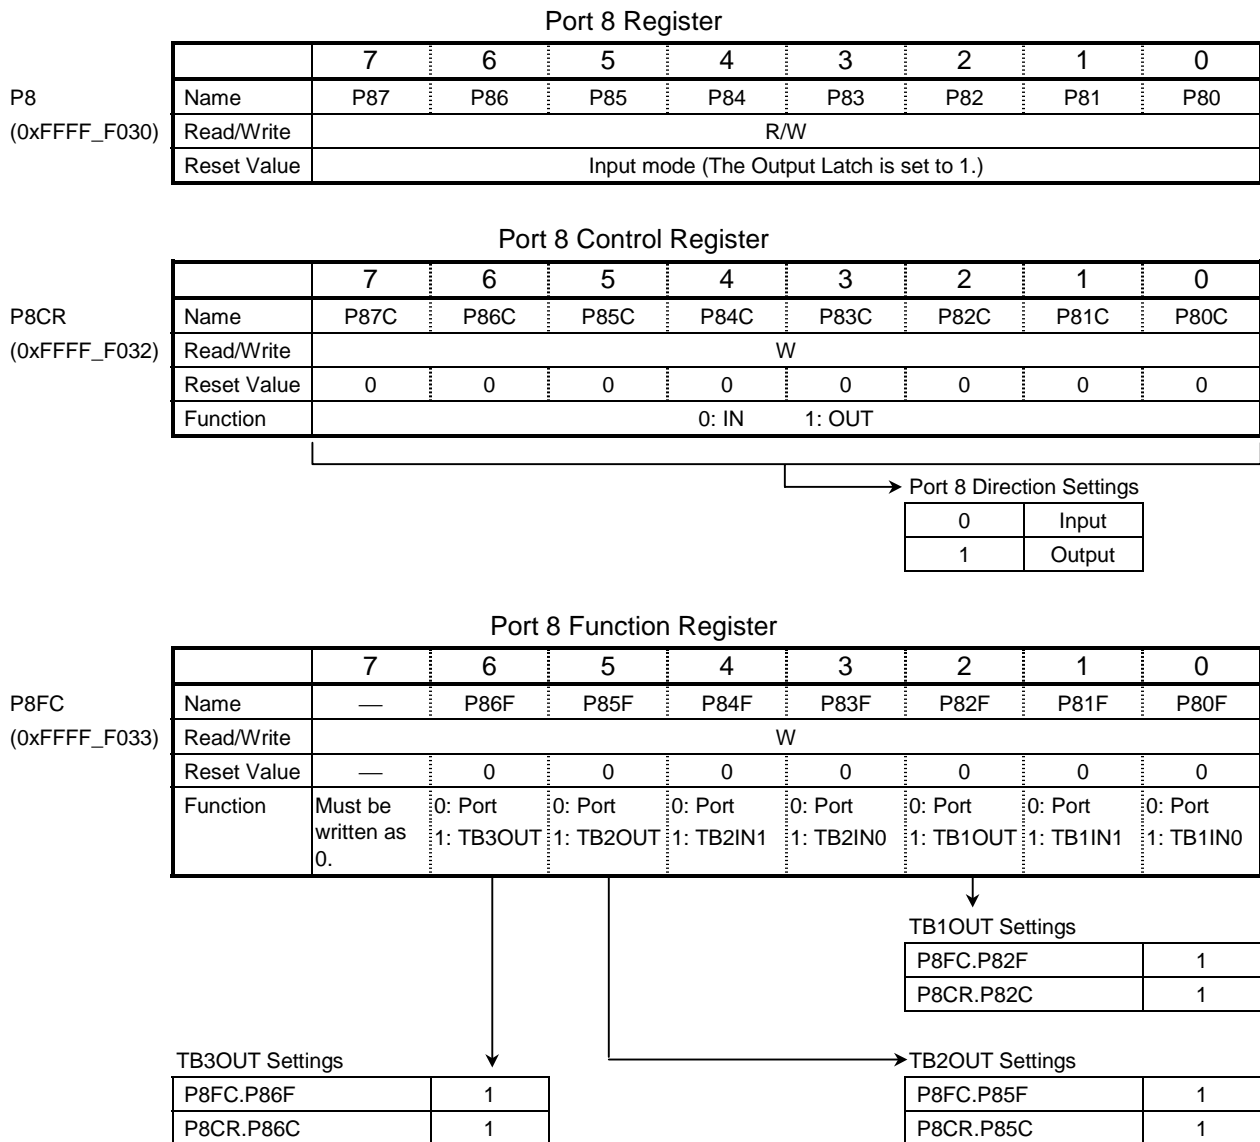 Port 8 Register
7 6 5 4 3 2 1 0
P8 Name P87 P86 P85 P84 P83 P82 P81 P80
(0xFFFF_F030) Read/Write R/W
Reset Value Input mode (The Output Latch is set to 1.)
Port 8 Control Register
7 6 5 4 3 2 1 0
P8CR Name P87C P86C P85C P84C P83C P82C P81C P80C
(0xFFFF_F032) Read/Write W
Reset Value 0 0 0 0 0 0 0 0
Function 0: IN 1: OUT
Port 8 Direction Settings
0 Input
1 Output
Port 8 Function Register
7 6 5 4 3 2 1 0
P8FC Name — P86F P85F P84F P83F P82F P81F P80F
(0xFFFF_F033) Read/Write W
Reset Value — 0 0 0 0 0 0 0
Function Must be 0: Port 0: Port 0: Port 0: Port 0: Port 0: Port 0: Port
written as 1: TB3OUT 1: TB2OUT 1: TB2IN1 1: TB2IN0 1: TB1OUT 1: TB1IN1 1: TB1IN0
0.
TB1OUT Settings
P8FC.P82F 1
P8CR.P82C 1
TB3OUT Settings TB2OUT Settings
P8FC.P86F 1 P8FC.P85F 1
P8CR.P86C 1 P8CR.P85C 1